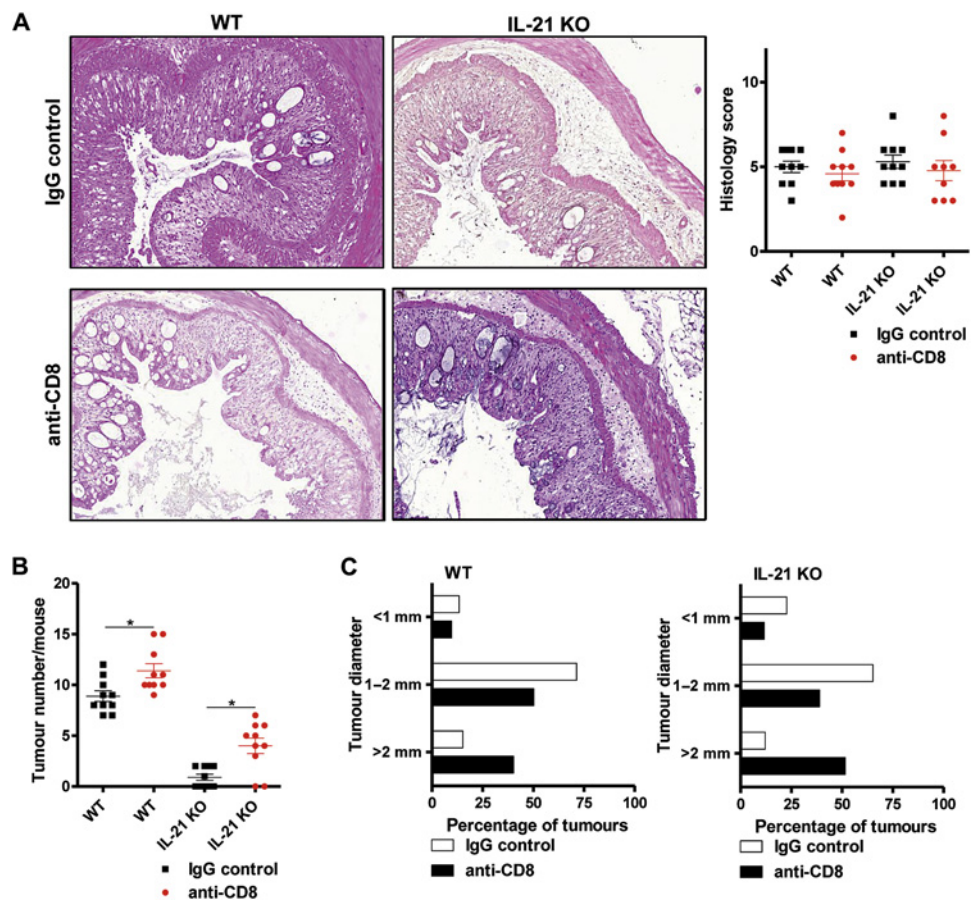 A
WT
IL-21 KO
IgG control
anti-CD8
Histology score
10
5
0
WT
WT
IL-21 KO
IL-21 KO
IgG control
anti-CD8
B
Tumour number/mouse
20
15
10
5
0
*
*
WT
WT
IL-21 KO
IL-21 KO
IgG control
anti-CD8
C
WT
Tumour diameter
<1 mm
1–2 mm
>2 mm
0 25 50 75 100
Percentage of tumours
IgG control
anti-CD8
IL-21 KO
Tumour diameter
<1 mm
1–2 mm
>2 mm
0 25 50 75 100
Percentage of tumours
IgG control
anti-CD8